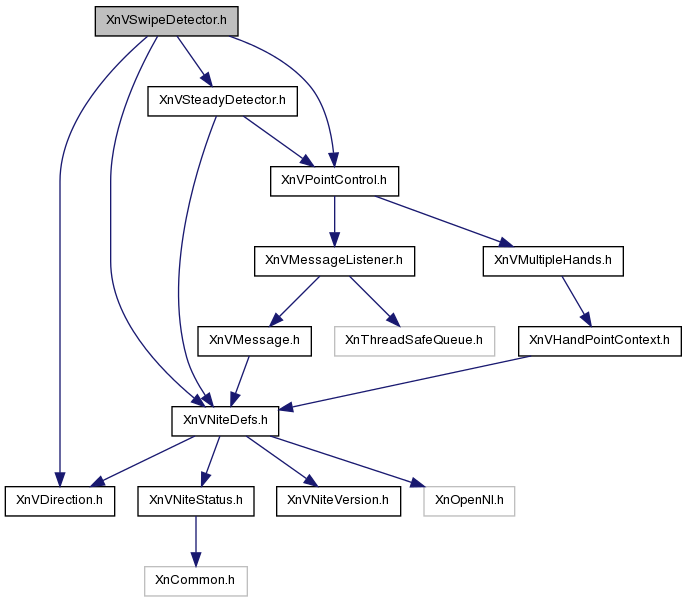 XnVSwipeDetector.h
XnVSteadyDetector.h
XnVPointControl.h
XnVMessageListener.h
XnVMultipleHands.h
XnVMessage.h
XnThreadSafeQueue.h
XnVHandPointContext.h
XnVNiteDefs.h
XnVDirection.h
XnVNiteStatus.h
XnVNiteVersion.h
XnOpenNI.h
XnCommon.h